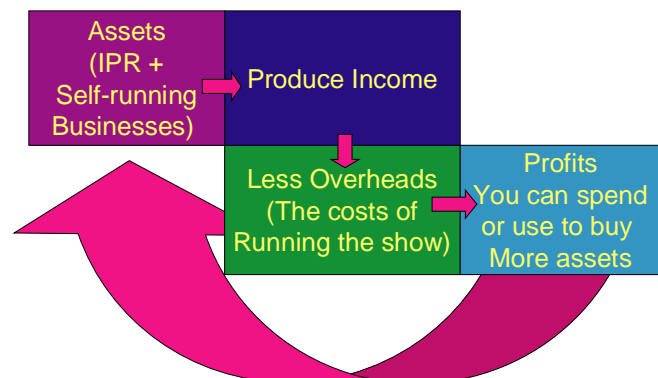 Assets
(IPR +
Self-running
Businesses)
Produce Income
Less Overheads
(The costs of
Running the show)
Profits
You can spend
or use to buy
More assets